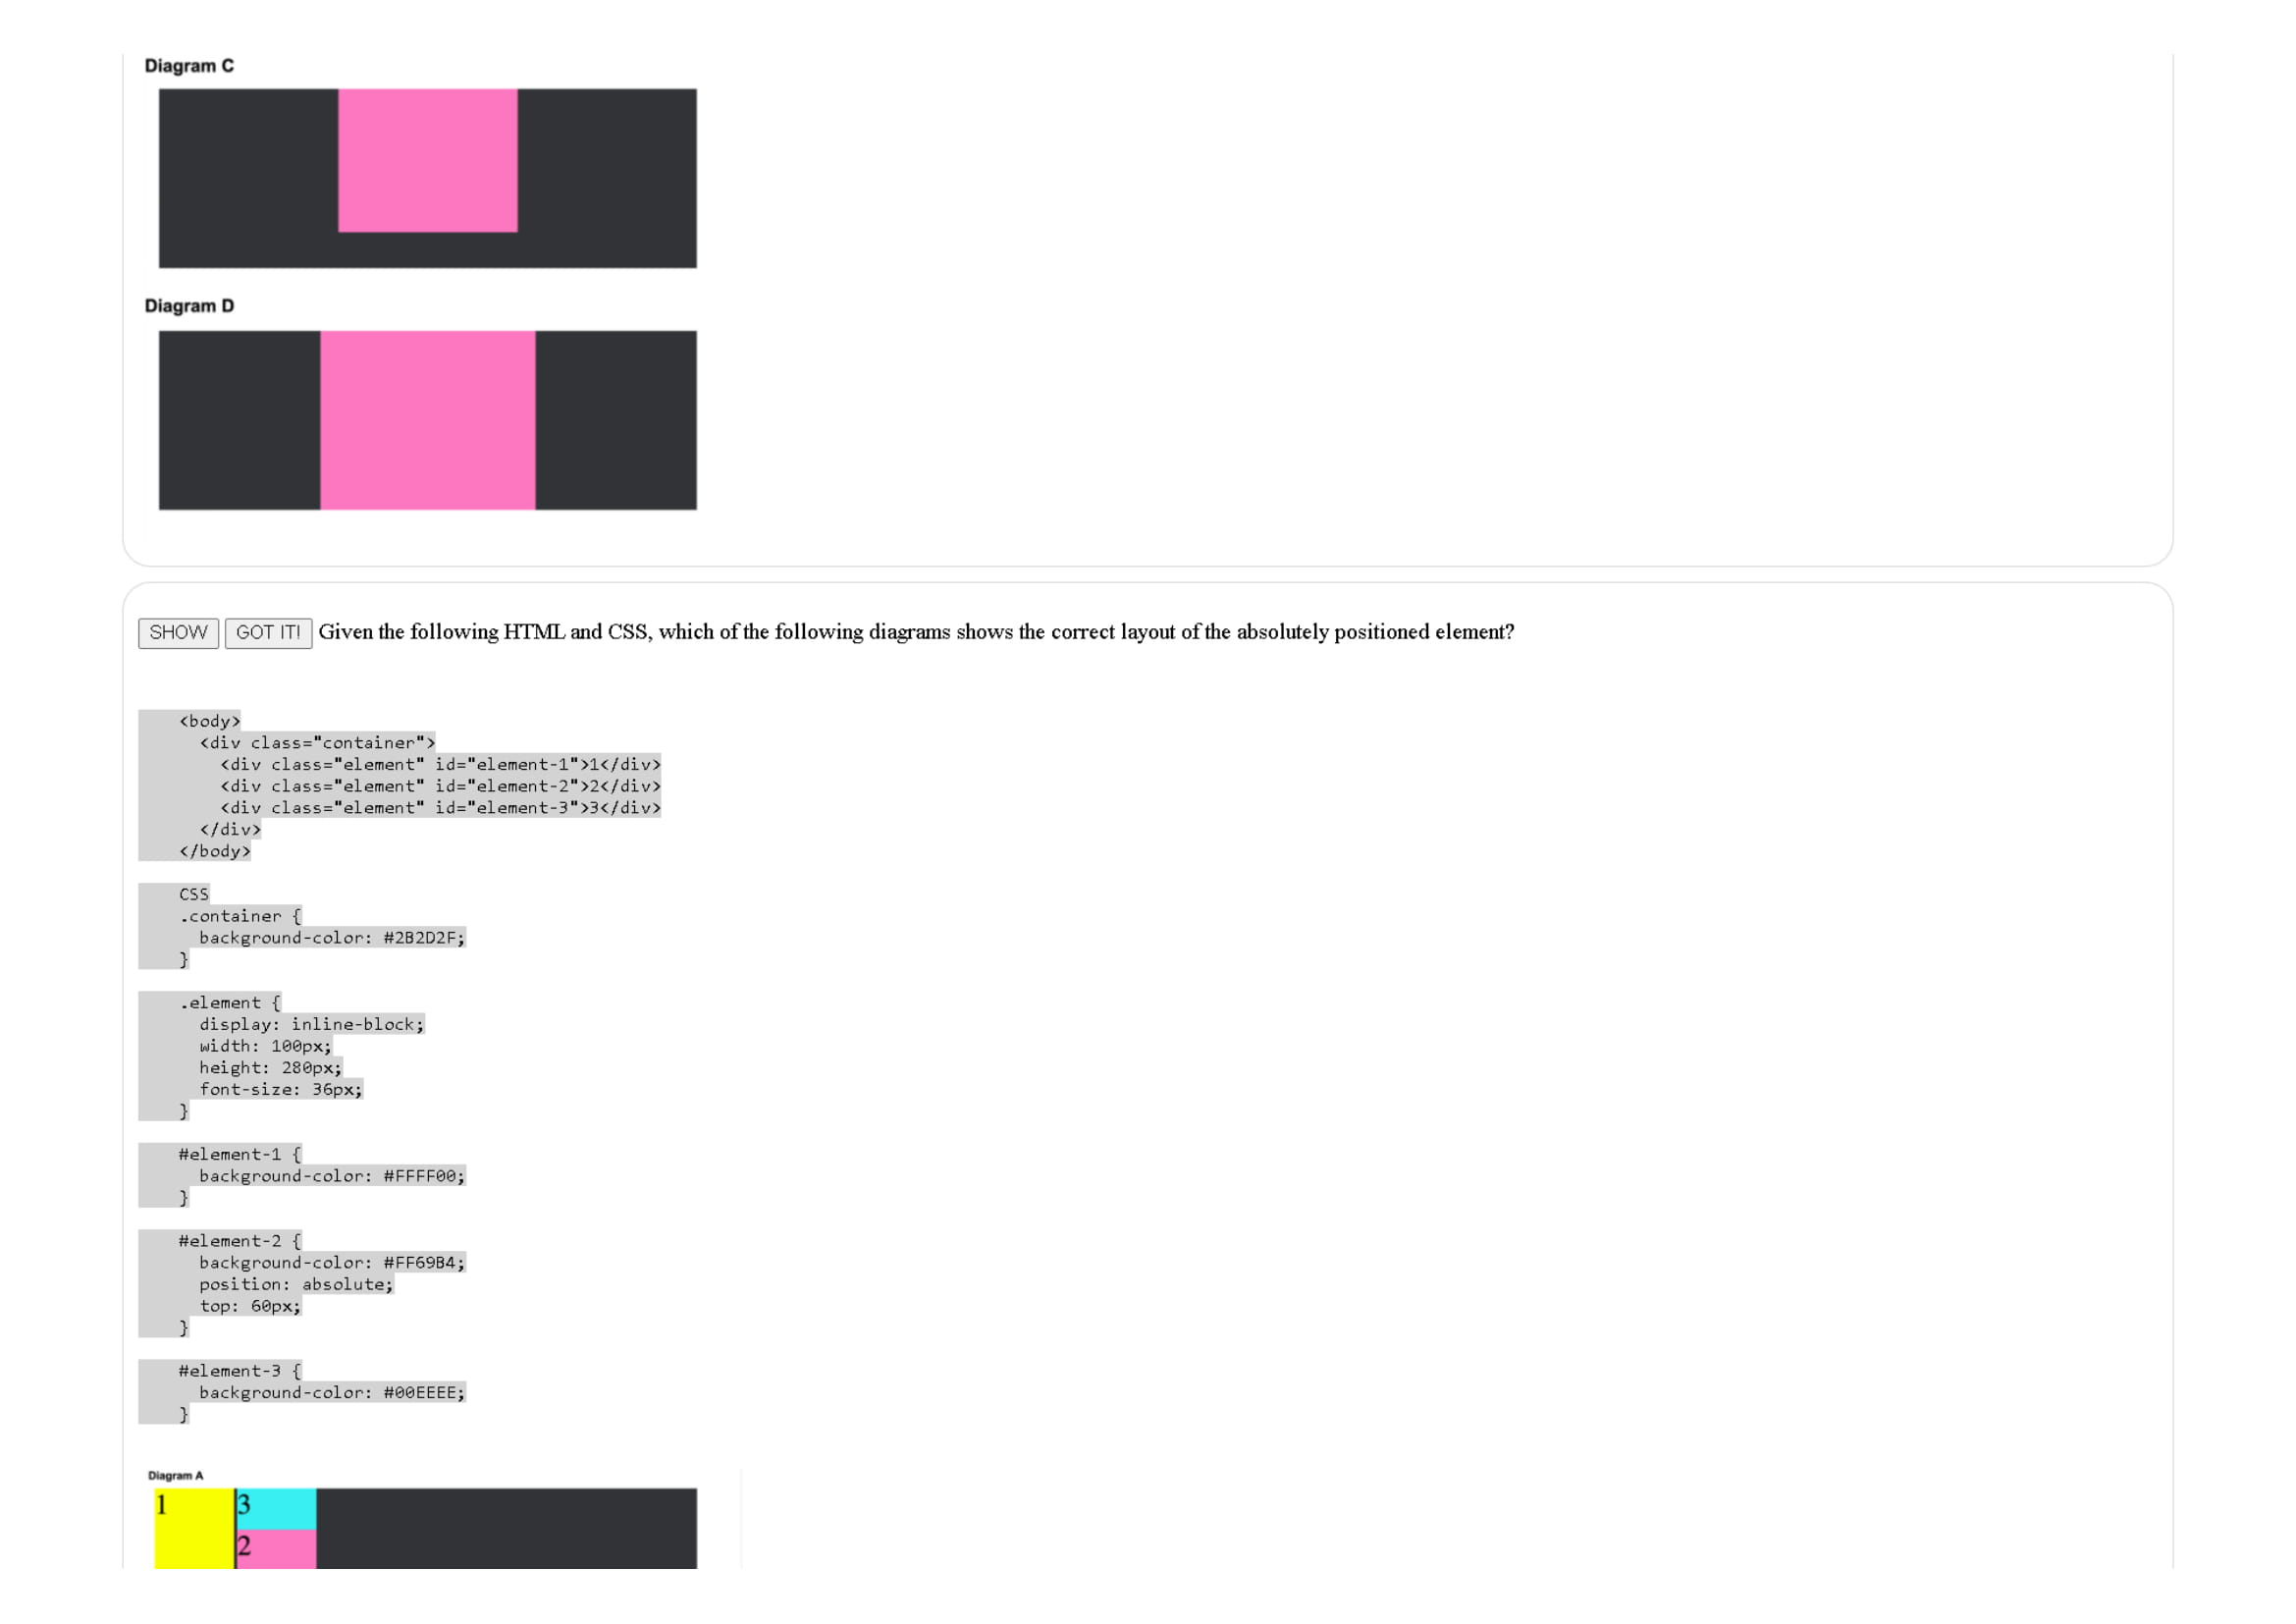 Diagram C
Diagram D
SHOW GOT IT! Given the following HTML and CSS, which of the following diagrams shows the correct layout of the absolutely positioned element?
<body>
<div class="container">
<div class="element" id="element-1">1</div>
<div class="element" id="element-2">2</div>
<div class="element" id="element-3">3</div>
</div>
</body>
CSS
.container {
background-color: #2B2D2F;
}
.element {
display: inline-block;
width: 100px;
height: 280px;
font-size: 36px;
}
#element-1 {
background-color: #FFFF00;
}
#element-2 {
background-color: #FF69B4;
position: absolute;
top: 60px;
}
#element-3 {
background-color: #00EEEE;
}
Diagram A
1 3
2